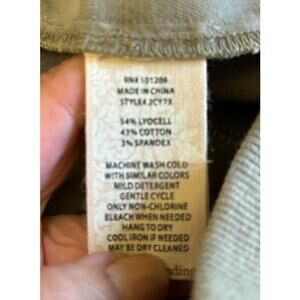 RN# 101206
MADE IN CHINA
STYLE# 2CY73
54% LYOCELL
43% COTTON
3% SPANDEX
MACHINE WASH COLD
WITH SIMILAR COLORS
MILD DETERGENT
GENTLE CYCLE
ONLY NON-CHLORINE
BLEACH WHEN NEEDED
HANG TO DRY
COOL IRON IF NEEDED
MAY BE DRY CLEANED